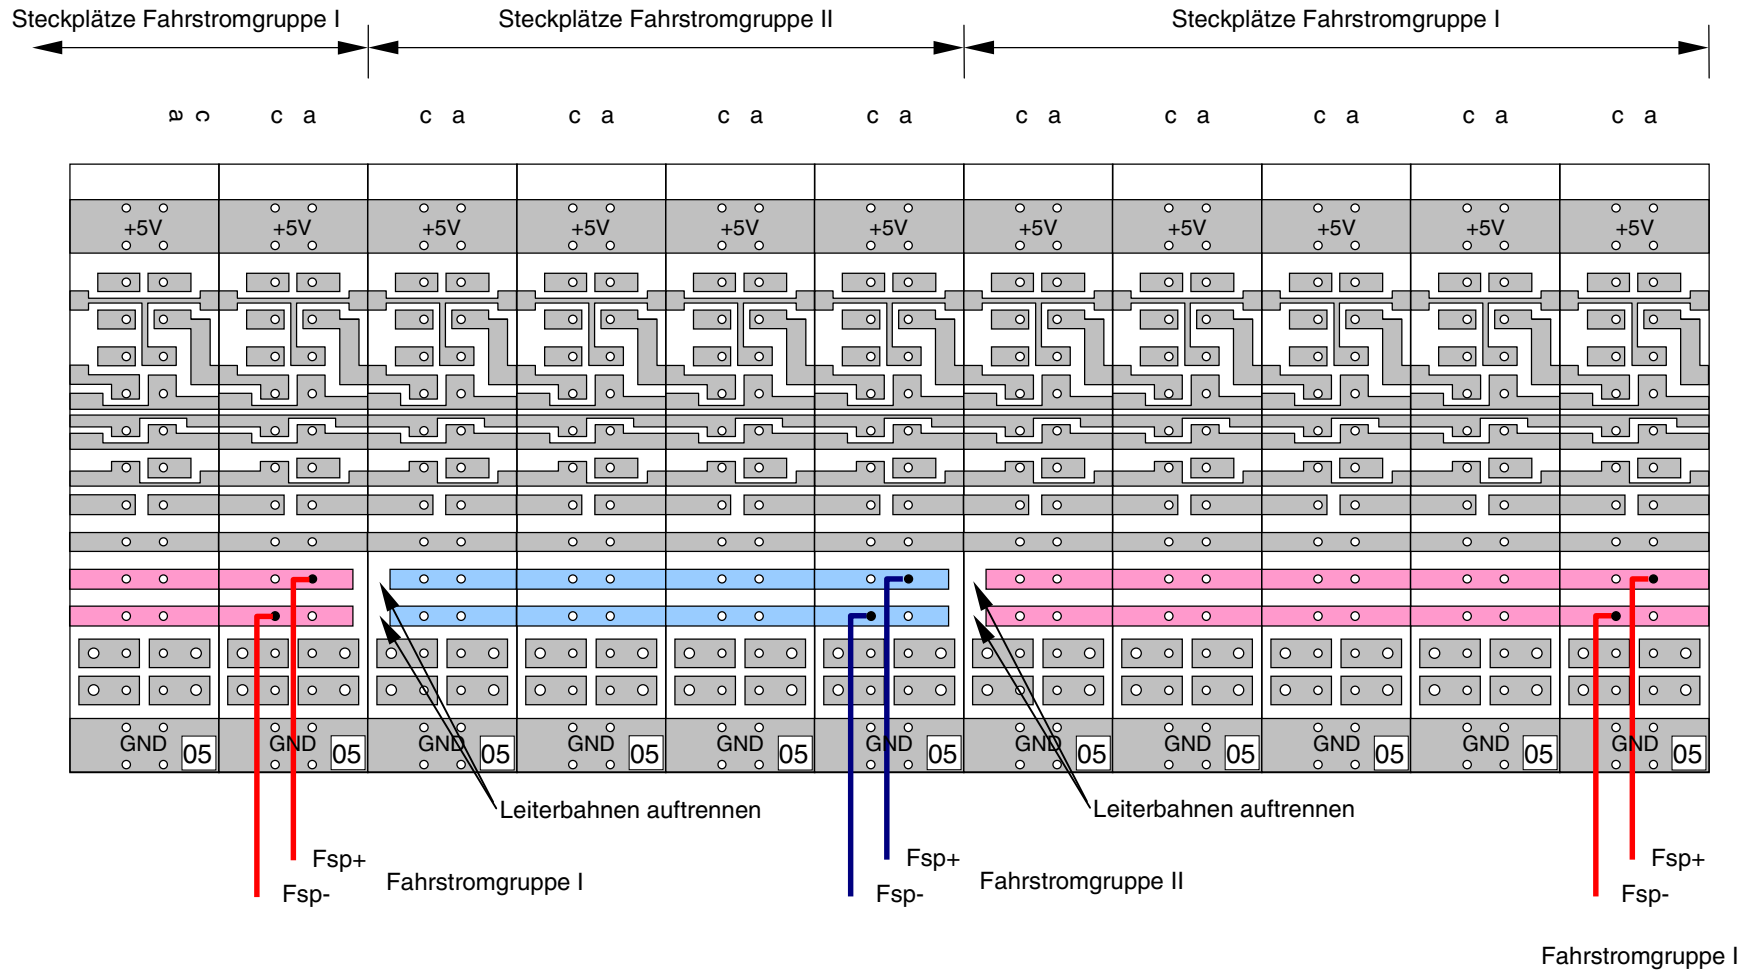 Steckplätze Fahrstromgruppe I Steckplätze Fahrstromgruppe II Steckplätze Fahrstromgruppe I
a c c a c a c a c a c a c a c a c a c a c a
+5V +5V +5V +5V +5V +5V +5V +5V +5V +5V +5V
GND 05 GND 05 GND 05 GND 05 GND 05 GND 05 GND 05 GND 05 GND 05 GND 05 GND 05
Leiterbahnen auftrennen Leiterbahnen auftrennen
Fsp+ Fsp+ Fsp+
Fsp- Fahrstromgruppe I Fsp- Fahrstromgruppe II Fsp-
Fahrstromgruppe I